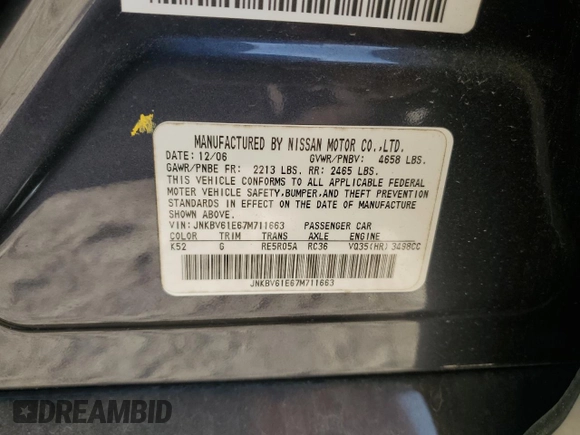 MANUFACTURED BY NISSAN MOTOR CO.,LTD.
DATE: 12/06 GVWR/PNBV: 4658 LBS.
GAWR/PNBE FR: 2213 LBS. RR: 2465 LBS.
THIS VEHICLE CONFORMS TO ALL APPLICABLE FEDERAL
MOTOR VEHICLE SAFETY,BUMPER,AND THEFT PREVENTION
STANDARDS IN EFFECT ON THE DATE OF MANUFACTURE
SHOWN ABOVE.
VIN: JNKBV61E67M711663 PASSENGER CAR
COLOR TRIM TRANS AXLE ENGINE
K52 G RE5R05A RC36 VQ35(HR) 3498CC
JNKBV61E67M711663
DREAMBID